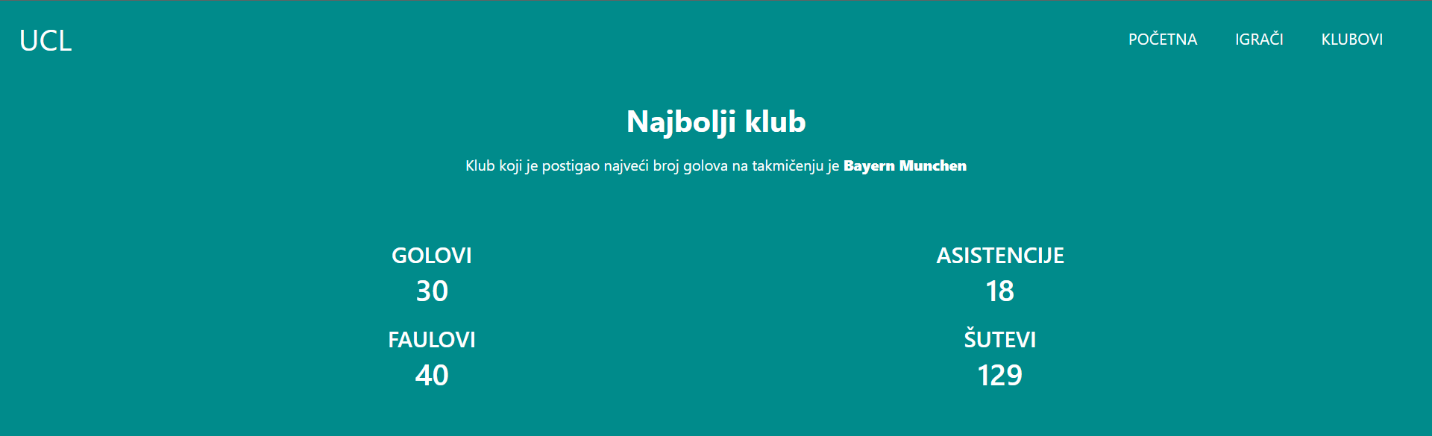 UCL
POČETNA IGRAČI KLUBOVI
Najbolji klub
Klub koji je postigao najveći broj golova na takmičenju je Bayern Munchen
GOLOVI
30
ASISTENCIJE
18
FAULOVI
40
ŠUTEVI
129